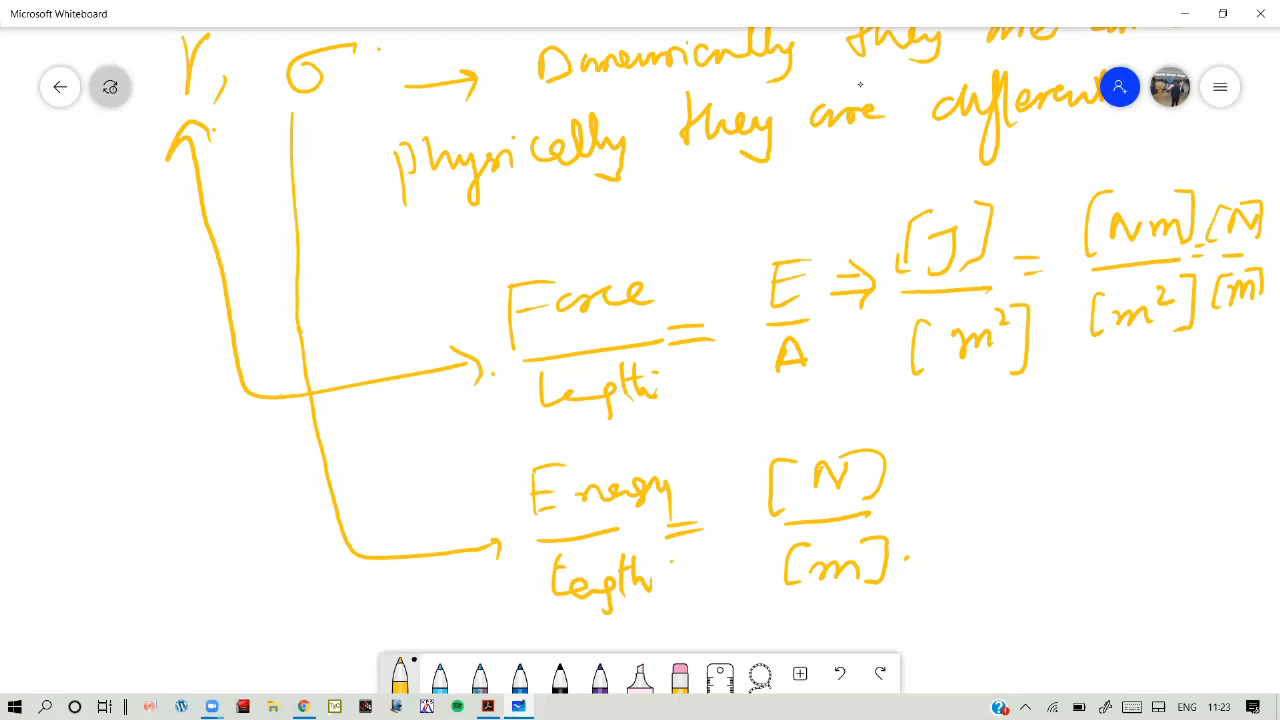 Microsoft Whiteboard
γ, σ → Dimensionally they are
physically they are different
Force/Length = E/A ⇒ [J]/[m²] = [Nm]/[m²] = [N]/[m]
Energy/Length = [N]/[m].
ENG 11:23